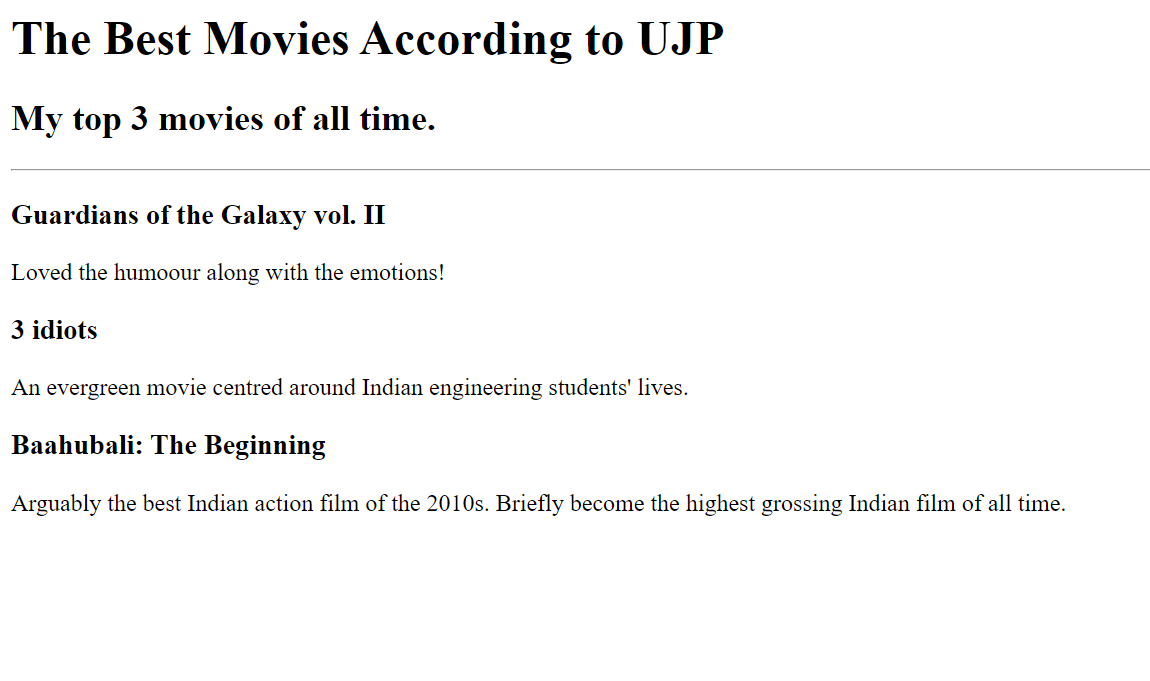 The Best Movies According to UJP
My top 3 movies of all time.
Guardians of the Galaxy vol. II
Loved the humoour along with the emotions!
3 idiots
An evergreen movie centred around Indian engineering students' lives.
Baahubali: The Beginning
Arguably the best Indian action film of the 2010s. Briefly become the highest grossing Indian film of all time.